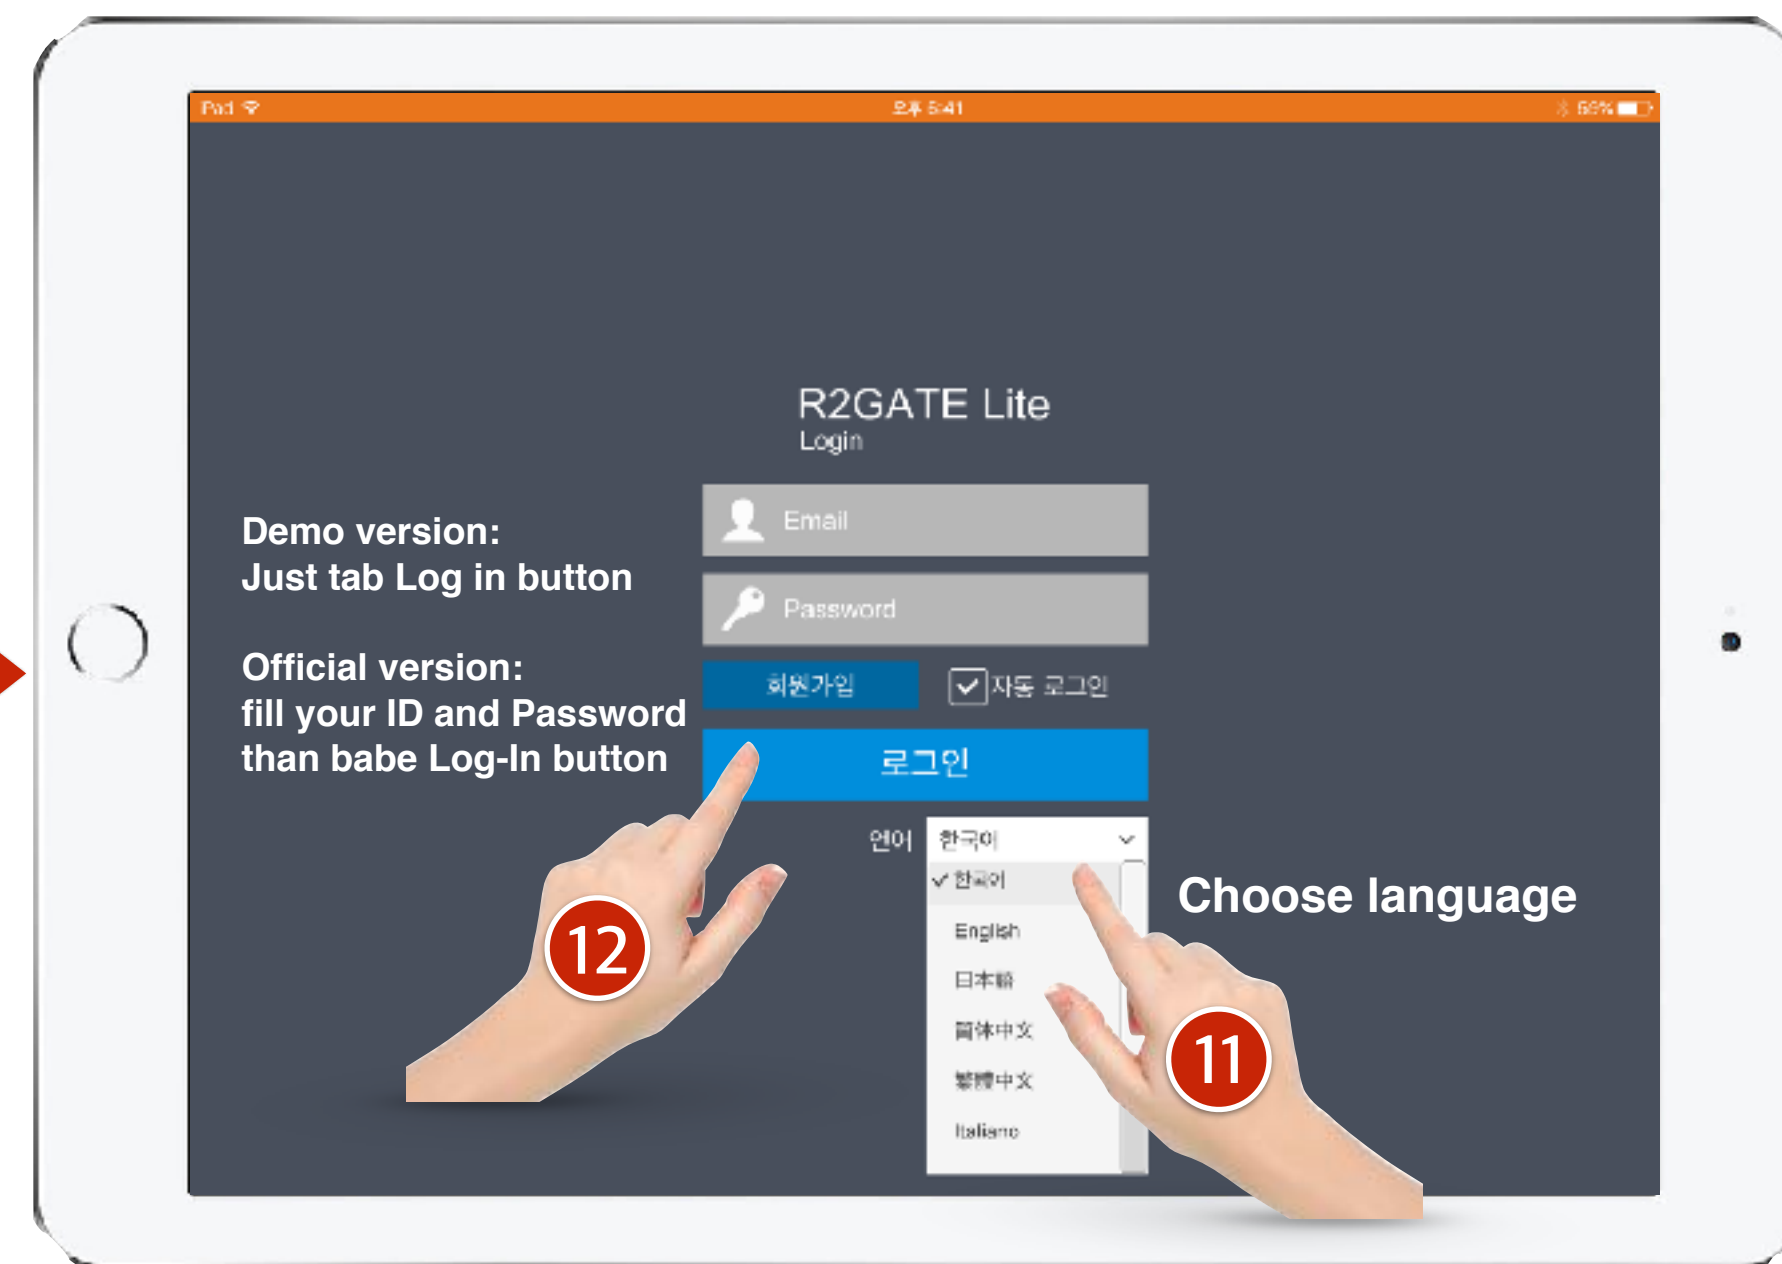 iPad
오후 5:41
R2GATE Lite
Login
Email
Password
Demo version:
Just tab Log in button
Official version:
fill your ID and Password
than babe Log-In button
회원가입
자동 로그인
로그인
언어
한국어
한국어
English
日本語
简体中文
繁體中文
Italiano
Choose language
12
11